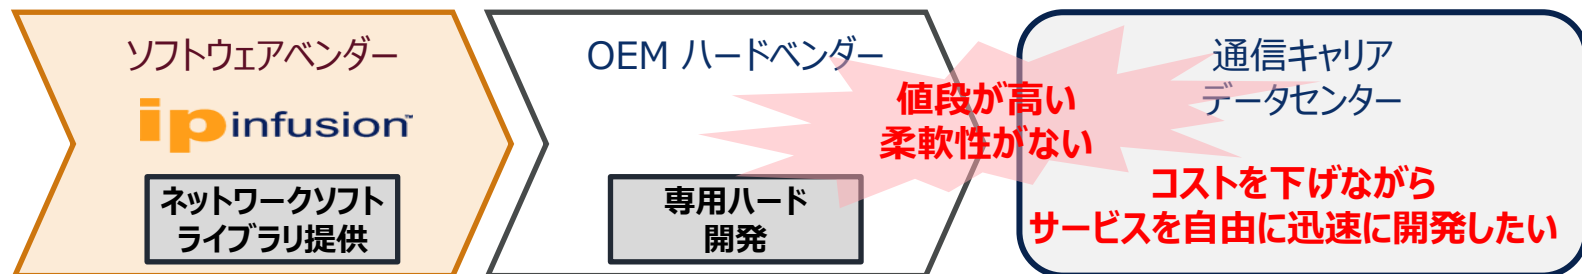 ソフトウェアベンダー
ipinfusion™
ネットワークソフト
ライブラリ提供
OEM ハードベンダー
専用ハード
開発
値段が高い
柔軟性がない
通信キャリア
データセンター
コストを下げながら
サービスを自由に迅速に開発したい